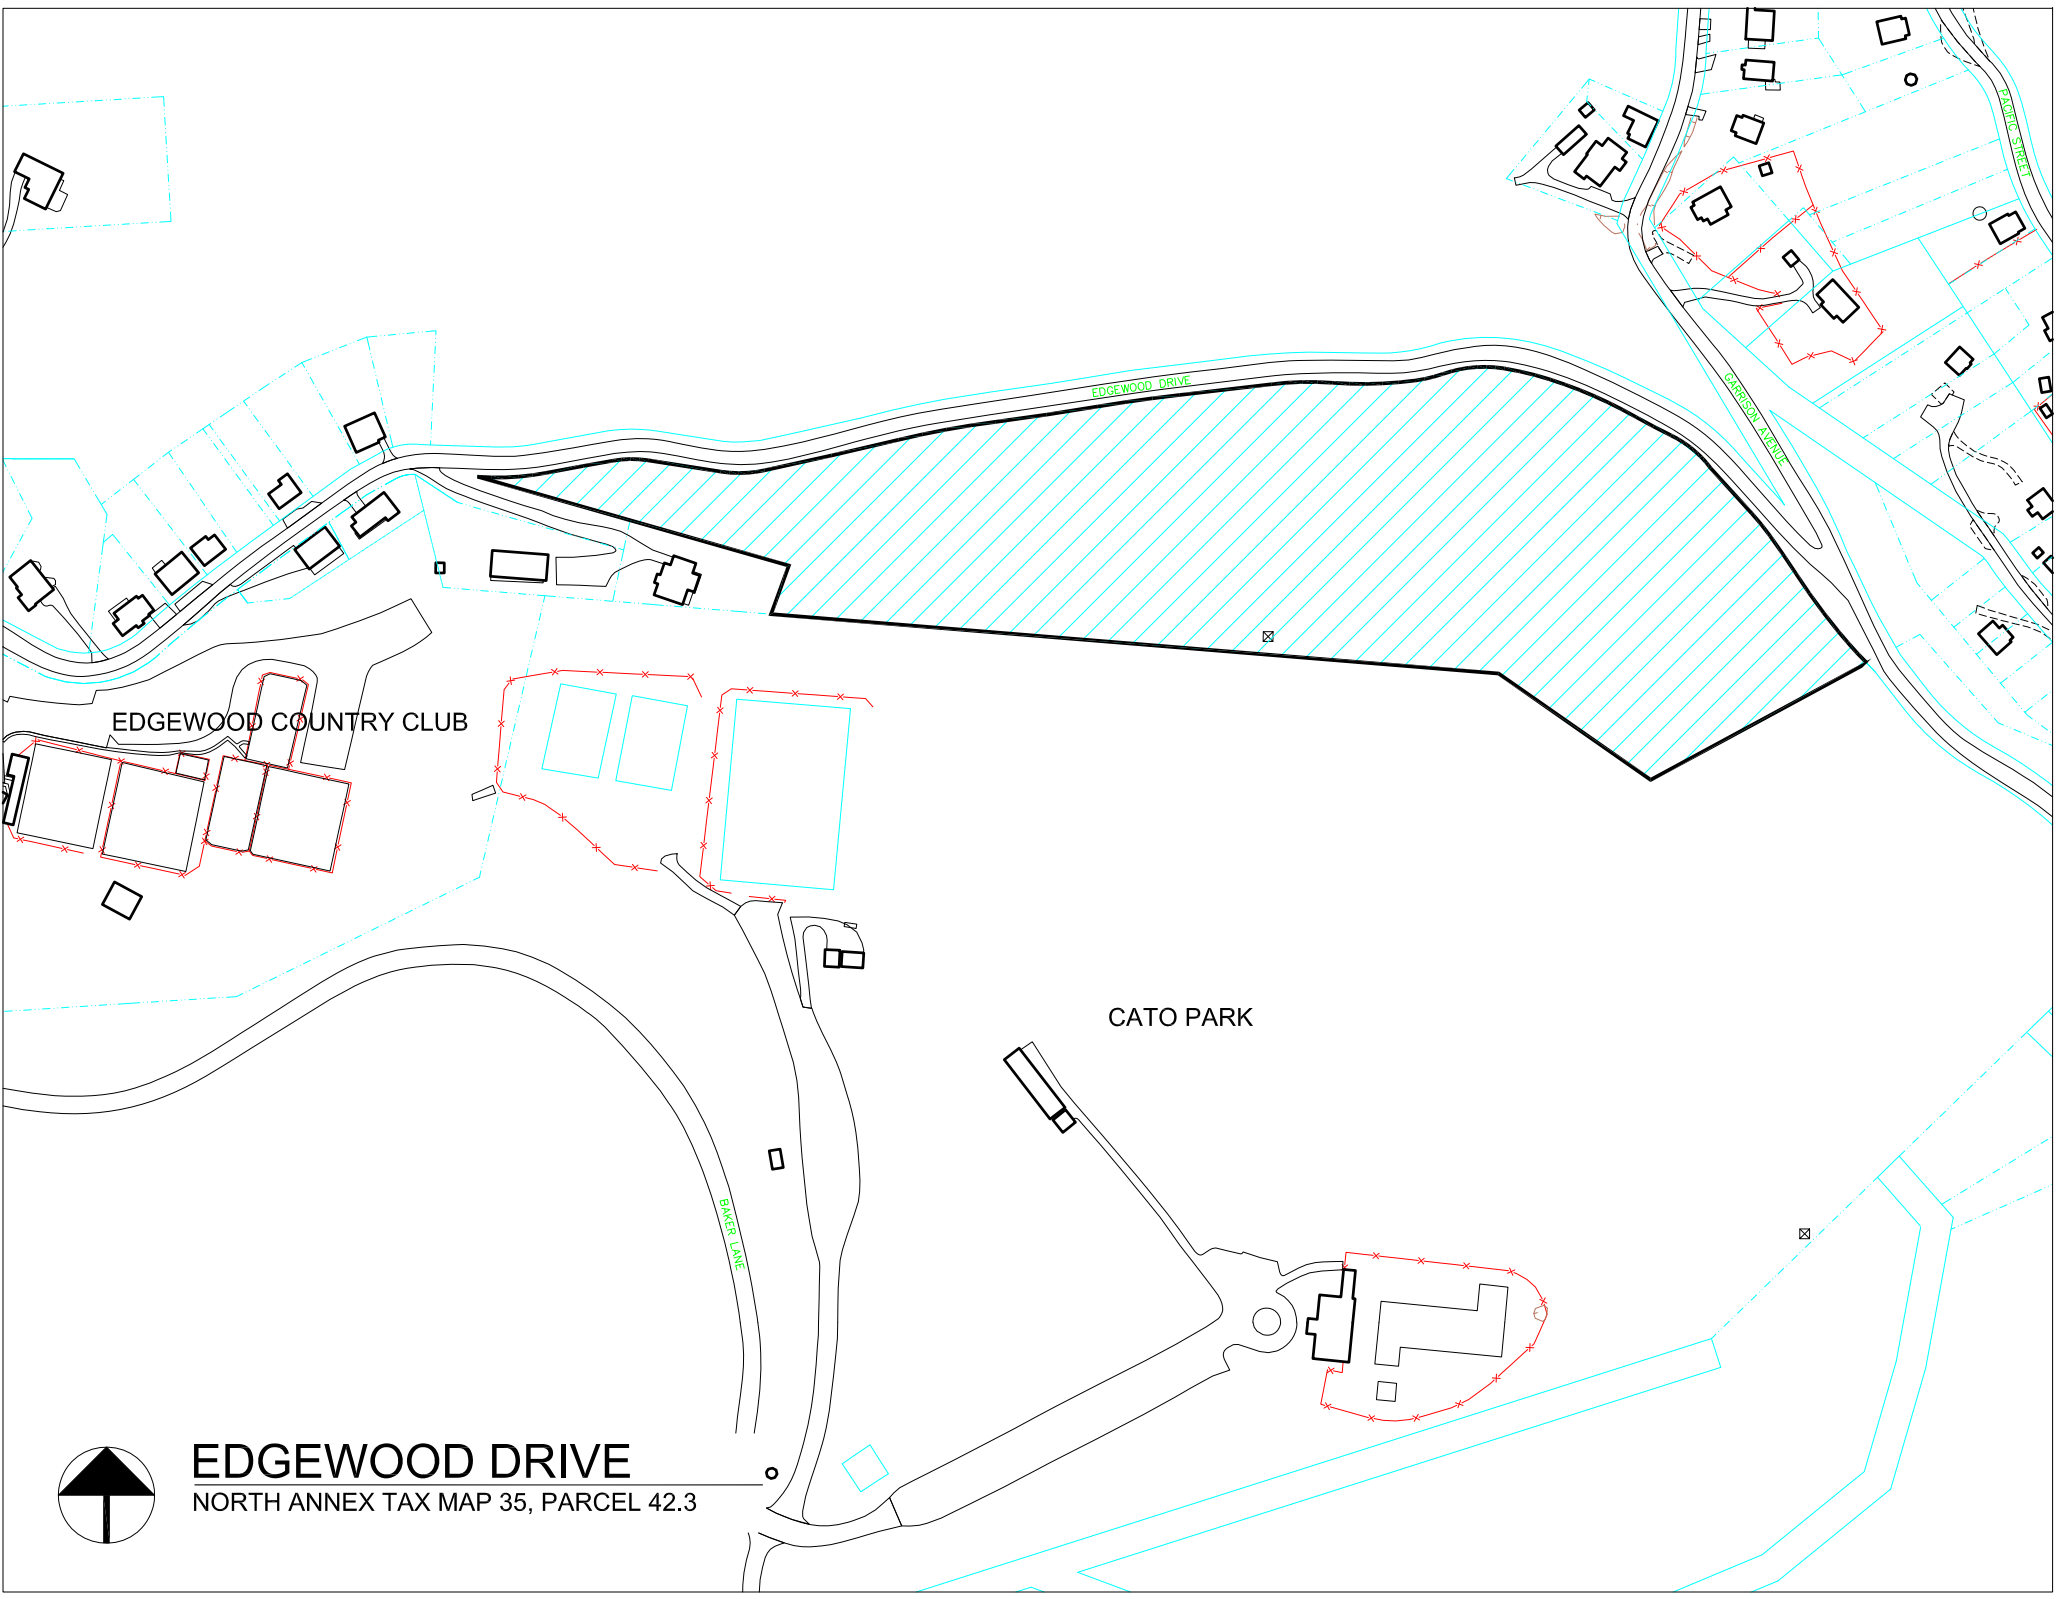 PACIFIC STREET
EDGEWOOD DRIVE
GARRISON AVENUE
EDGEWOOD COUNTRY CLUB
CATO PARK
BAKER LANE
EDGEWOOD DRIVE
NORTH ANNEX TAX MAP 35, PARCEL 42.3